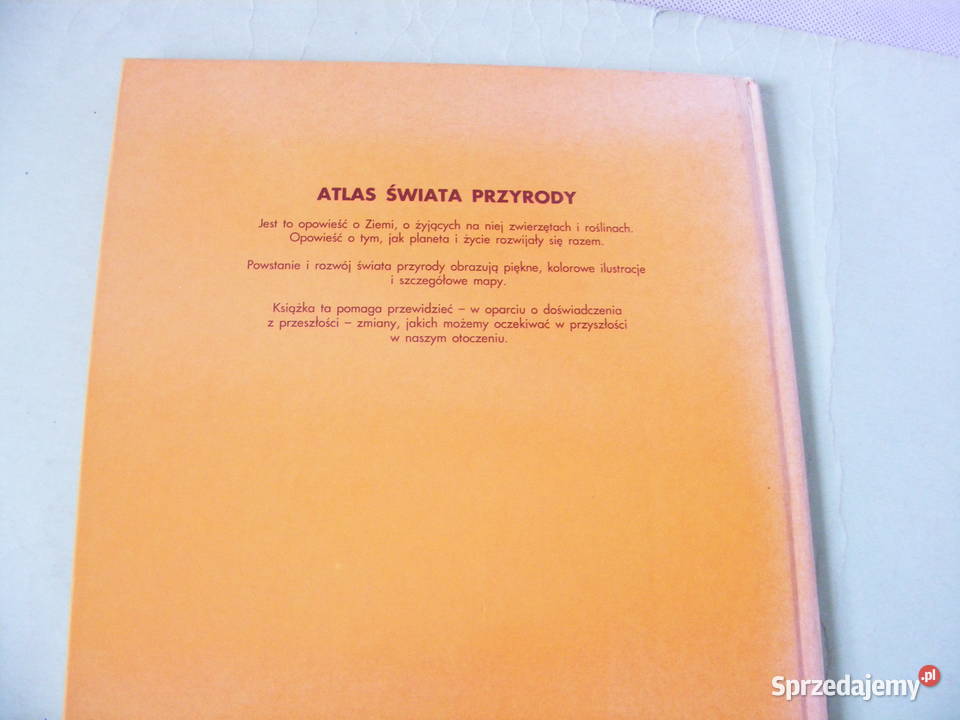 ATLAS ŚWIATA PRZYRODY
Jest to opowieść o Ziemi, o żyjących na niej zwierzętach i roślinach.
Opowieść o tym, jak planeta i życie rozwijały się razem.
Powstanie i rozwój świata przyrody obrazują piękne, kolorowe ilustracje
i szczegółowe mapy.
Książka ta pomaga przewidzieć – w oparciu o doświadczenia
z przeszłości – zmiany, jakich możemy oczekiwać w przyszłości
w naszym otoczeniu.
Sprzedajemy.pl